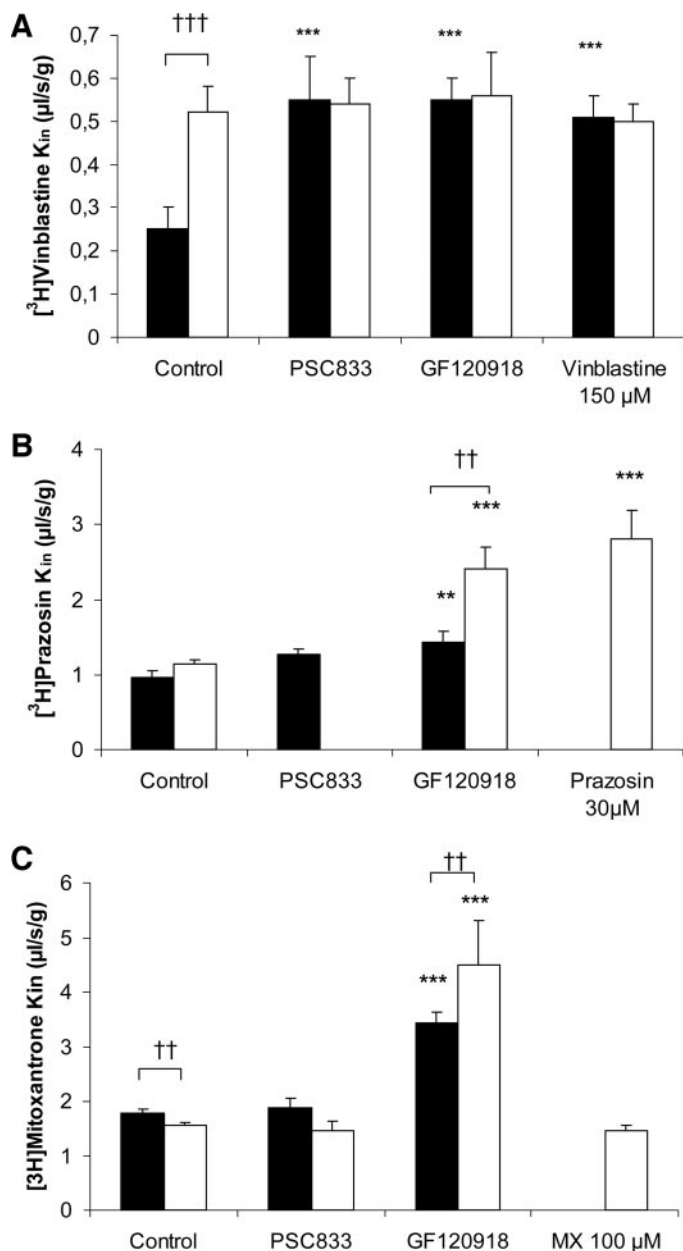 A
†††
***
***
***
[³H]Vinblastine Kin (µl/s/g)
0,7
0,6
0,5
0,4
0,3
0,2
0,1
0
Control
PSC833
GF120918
Vinblastine
150 µM
B
††
***
***
**
[³H]Prazosin Kin (µl/s/g)
4
3
2
1
0
Control
PSC833
GF120918
Prazosin
30µM
C
††
***
***
††
[3H]Mitoxantrone Kin (µl/s/g)
6
5
4
3
2
1
0
Control
PSC833
GF120918
MX 100 µM